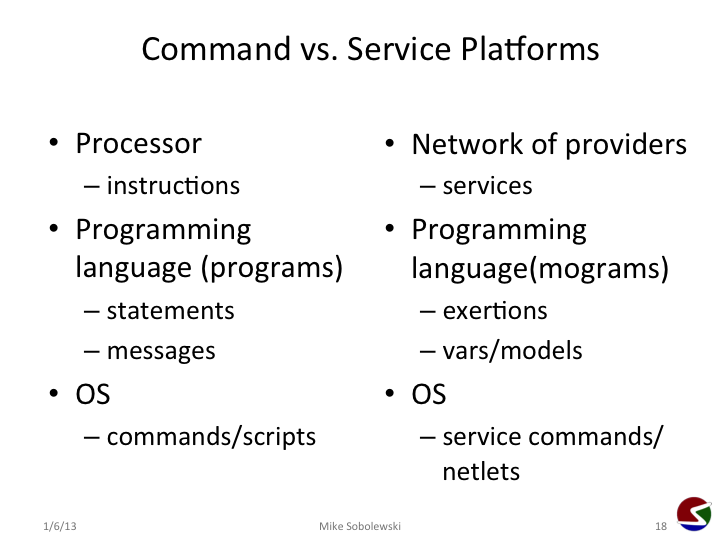 Command vs. Service Platforms
• Processor
– instructions
• Programming
language (programs)
– statements
– messages
• OS
– commands/scripts
• Network of providers
– services
• Programming
language(mograms)
– exertions
– vars/models
• OS
– service commands/
netlets
1/6/13
Mike Sobolewski
18